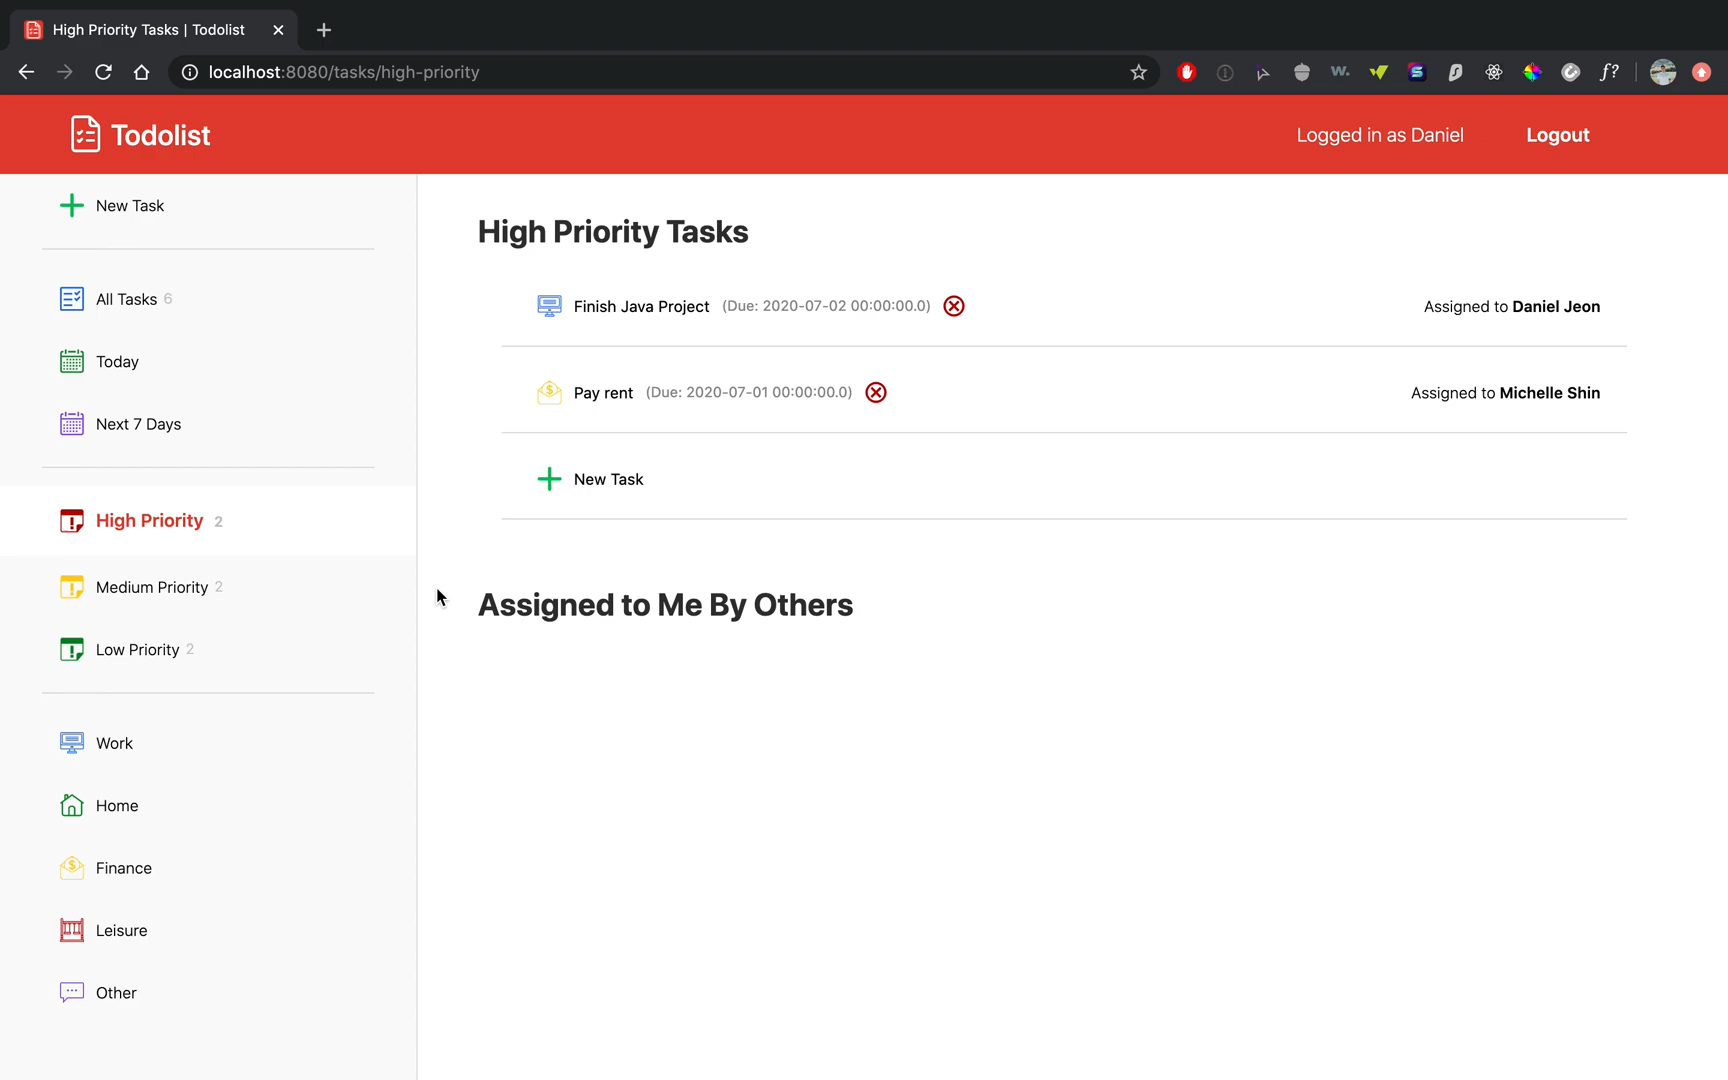 High Priority Tasks | Todolist
localhost:8080/tasks/high-priority
w.
S
f?
Todolist
Logged in as Daniel
Logout
New Task
All Tasks 6
Today
Next 7 Days
High Priority 2
Medium Priority 2
Low Priority 2
Work
Home
Finance
Leisure
Other
High Priority Tasks
Finish Java Project (Due: 2020-07-02 00:00:00.0) Assigned to Daniel Jeon
Pay rent (Due: 2020-07-01 00:00:00.0) Assigned to Michelle Shin
New Task
Assigned to Me By Others